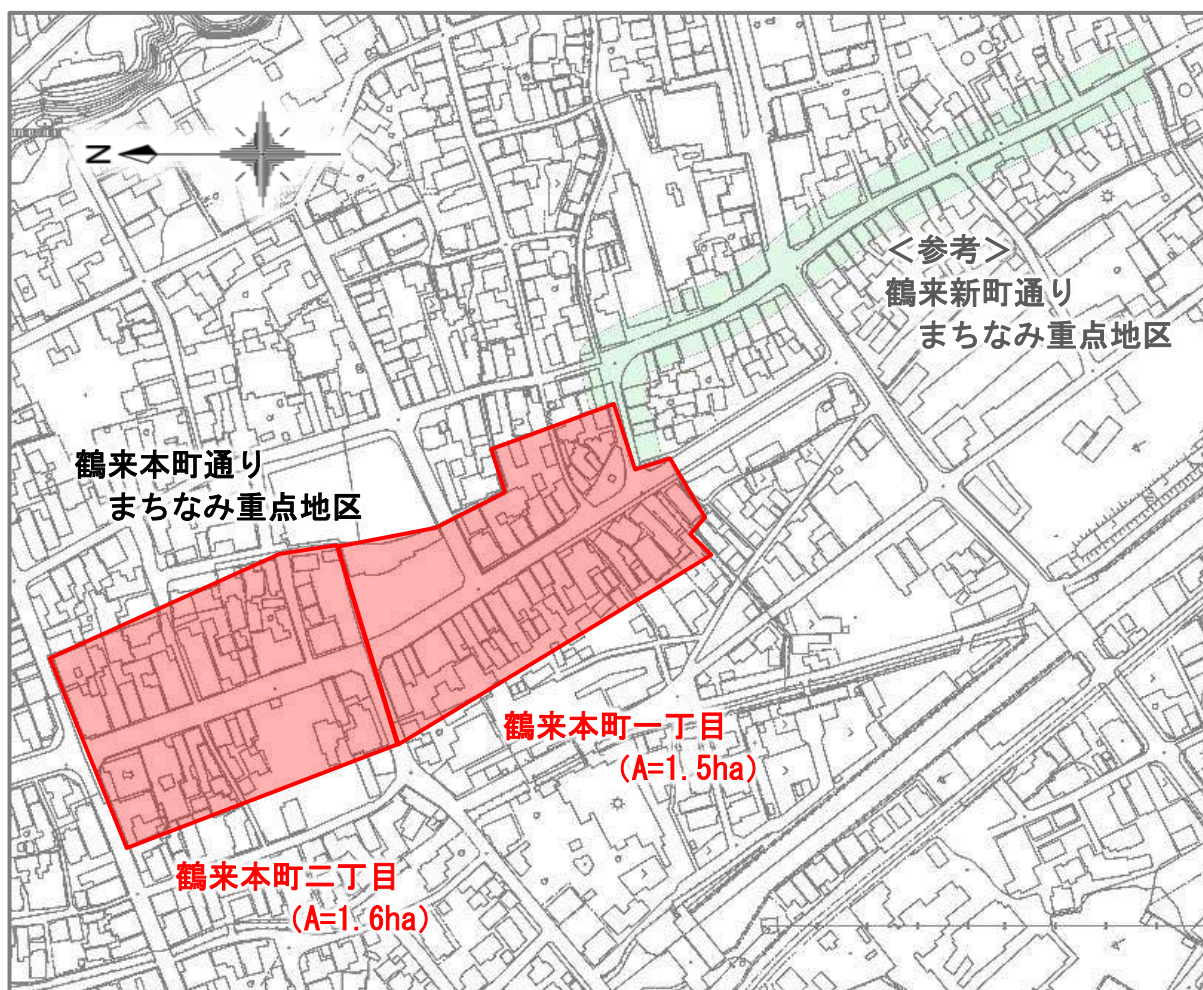 N
<参考>
鶴来新町通り
まちなみ重点地区
鶴来本町通り
まちなみ重点地区
鶴来本町一丁目
(A=1.5ha)
鶴来本町二丁目
(A=1.6ha)